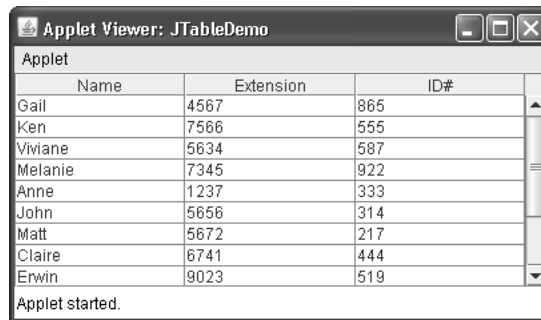 Applet Viewer: JTableDemo
Applet
Name Extension ID#
Gail 4567 865
Ken 7566 555
Viviane 5634 587
Melanie 7345 922
Anne 1237 333
John 5656 314
Matt 5672 217
Claire 6741 444
Erwin 9023 519
Applet started.